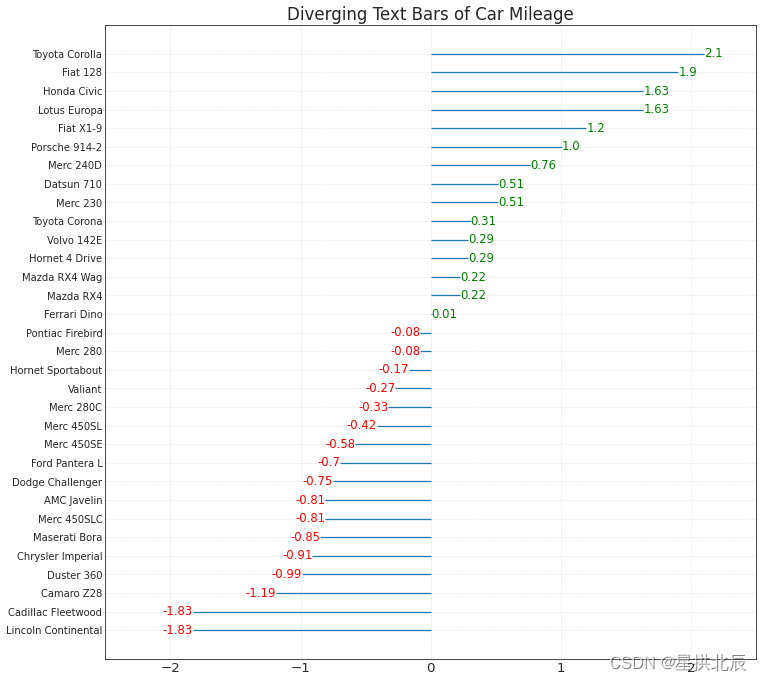 Diverging Text Bars of Car Mileage
Toyota Corolla 2.1
Fiat 128 1.9
Honda Civic 1.63
Lotus Europa 1.63
Fiat X1-9 1.2
Porsche 914-2 1.0
Merc 240D 0.76
Datsun 710 0.51
Merc 230 0.51
Toyota Corona 0.31
Volvo 142E 0.29
Hornet 4 Drive 0.29
Mazda RX4 Wag 0.22
Mazda RX4 0.22
Ferrari Dino 0.01
Pontiac Firebird -0.08
Merc 280 -0.08
Hornet Sportabout -0.17
Valiant -0.27
Merc 280C -0.33
Merc 450SL -0.42
Merc 450SE -0.58
Ford Pantera L -0.7
Dodge Challenger -0.75
AMC Javelin -0.81
Merc 450SLC -0.81
Maserati Bora -0.85
Chrysler Imperial -0.91
Duster 360 -0.99
Camaro Z28 -1.19
Cadillac Fleetwood -1.83
Lincoln Continental -1.83
−2 −1 0 1 2
CSDN @星拱北辰